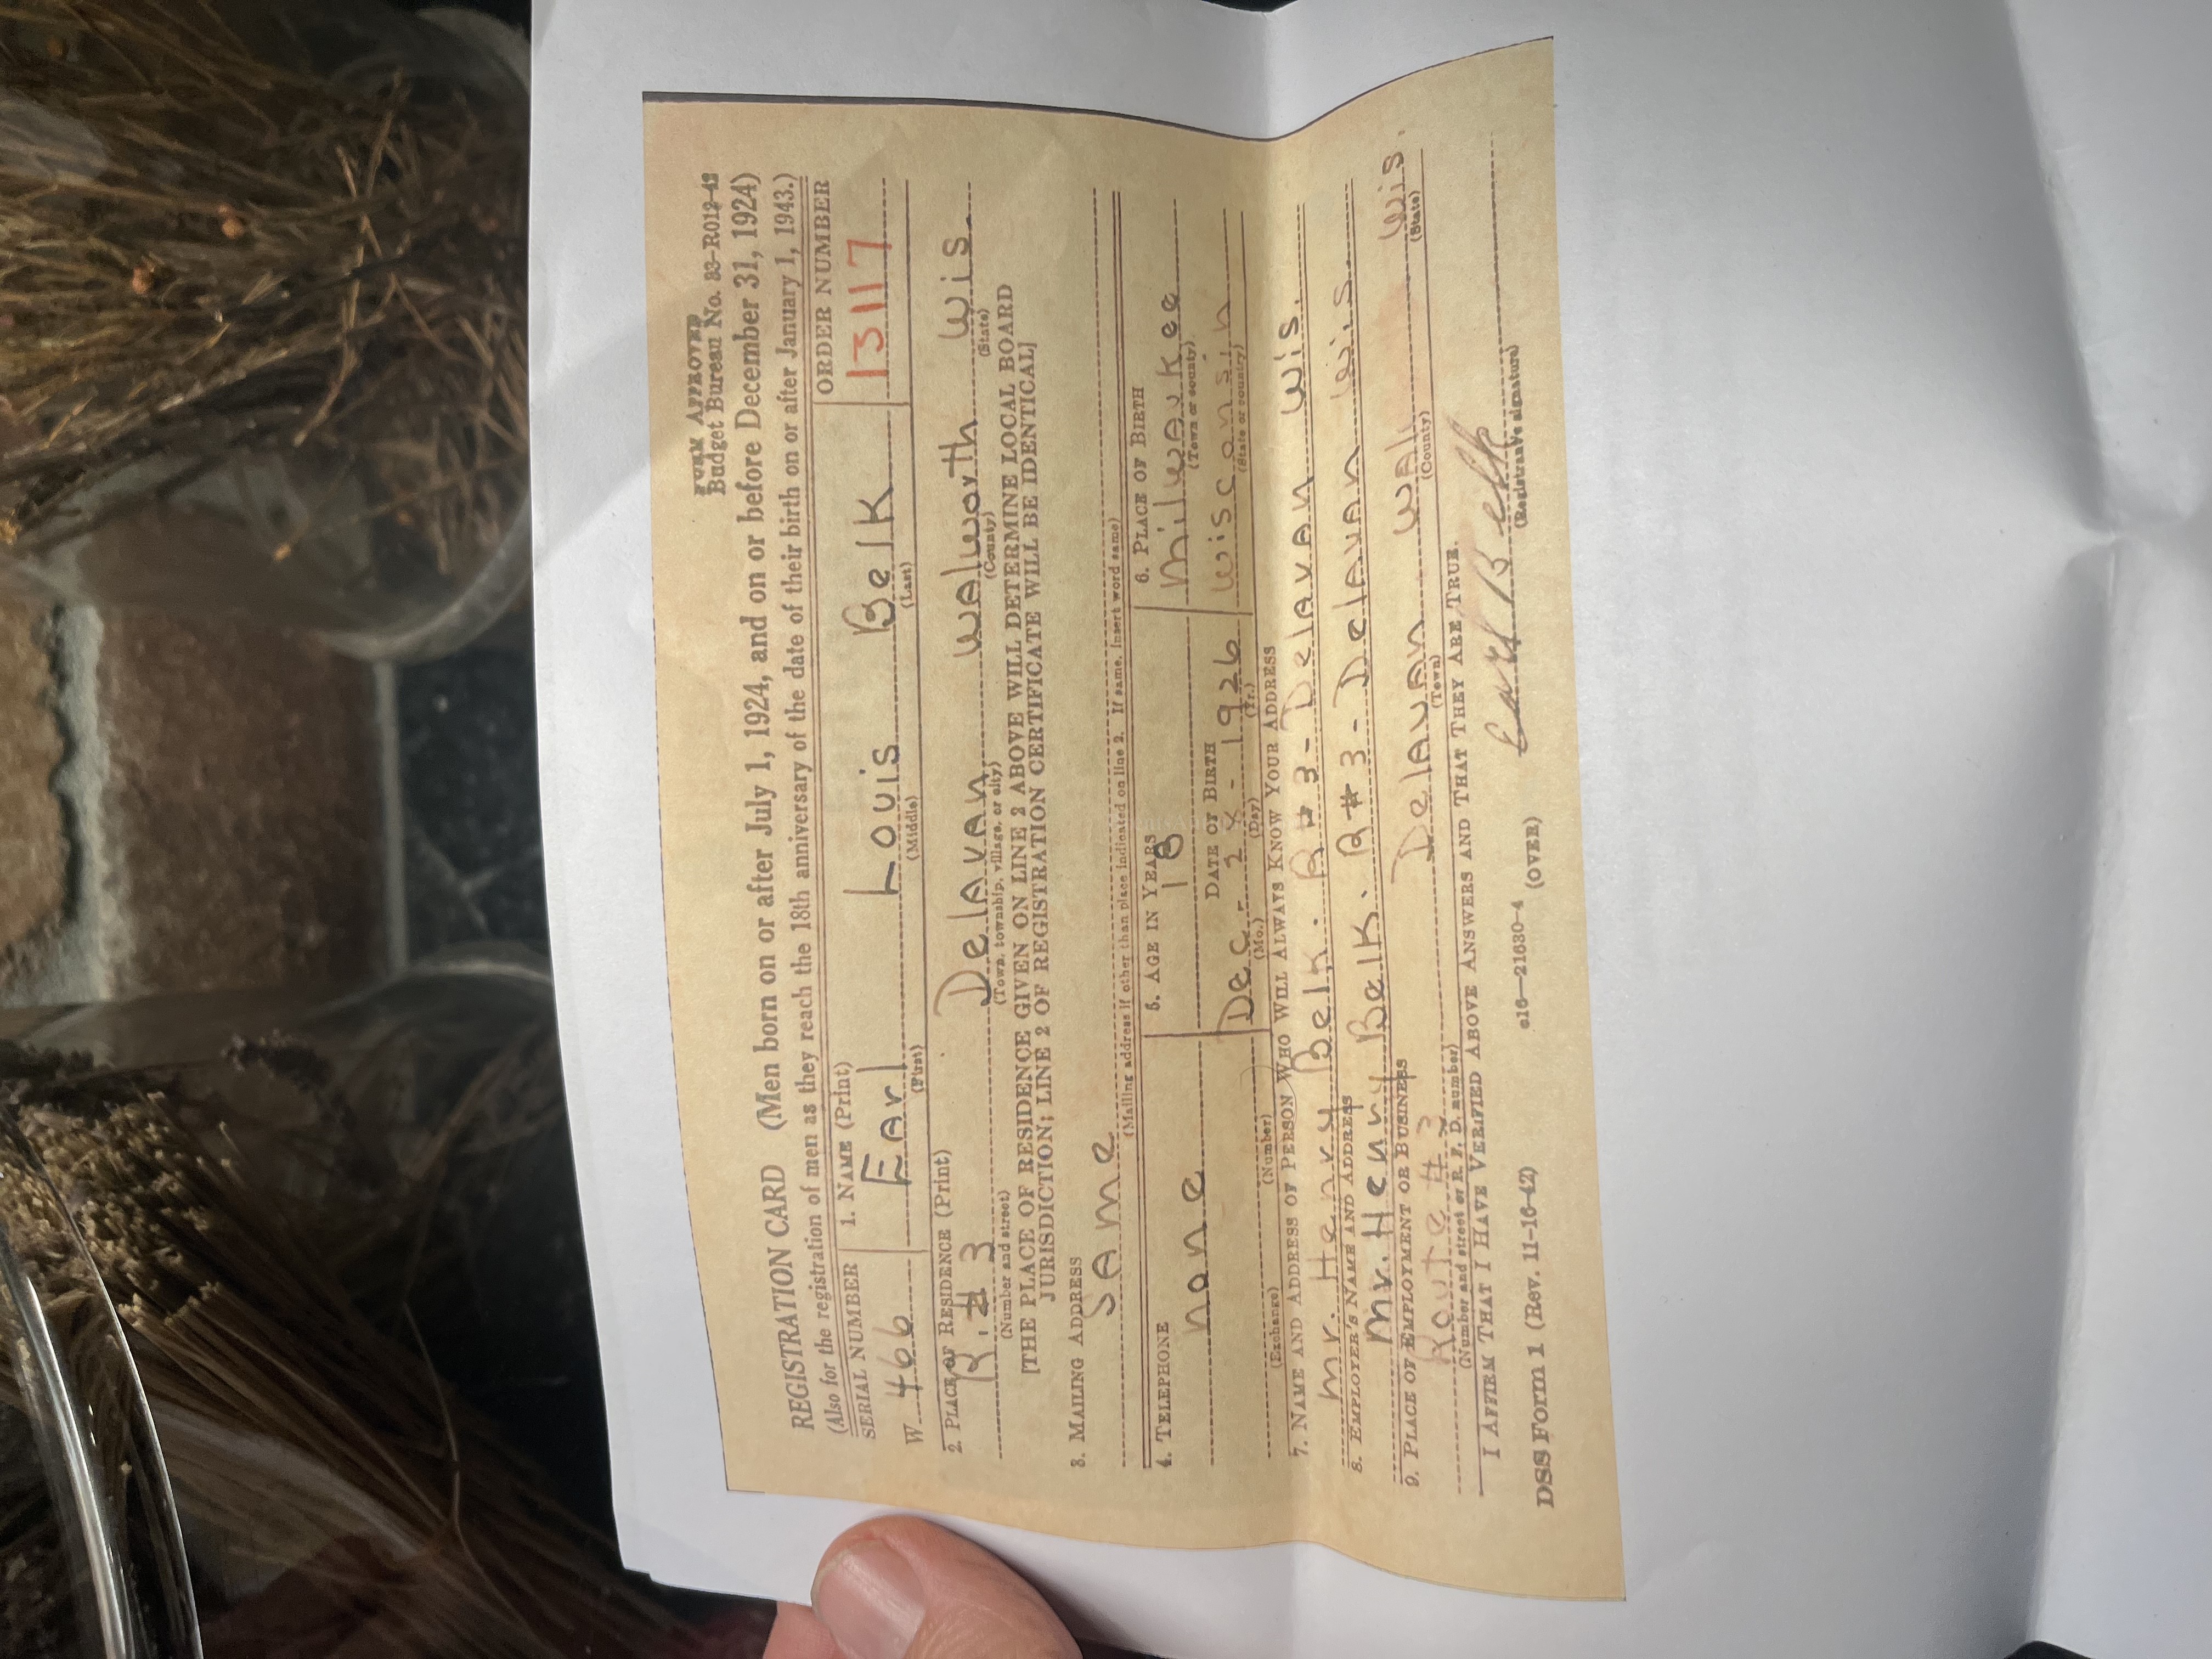 FORM APPROVED
Budget Bureau No. 33-R012-42
REGISTRATION CARD (Men born on or after July 1, 1924, and on or before December 31, 1924)
(Also for the registration of men as they reach the 18th anniversary of the date of their birth on or after January 1, 1943.)
SERIAL NUMBER 1. NAME (Print) ORDER NUMBER
W 466 Earl Louis Belk 13117
(First) (Middle) (Last)
2. PLACE OF RESIDENCE (Print)
R. # 3 Delavan Walworth Wis
(Number and street) (Town, township, village, or city) (County) (State)
[THE PLACE OF RESIDENCE GIVEN ON LINE 2 ABOVE WILL DETERMINE LOCAL BOARD
JURISDICTION; LINE 2 OF REGISTRATION CERTIFICATE WILL BE IDENTICAL]
3. MAILING ADDRESS
Same
(Mailing address if other than place indicated on line 2. If same, insert word same)
4. TELEPHONE 5. AGE IN YEARS 6. PLACE OF BIRTH
none 18 Milwaukee
(Town or county)
DATE OF BIRTH
Dec. - 28 - 1926 Wisconsin
(Exchange) (Number) (Mo.) (Day) (Yr.) (State or country)
7. NAME AND ADDRESS OF PERSON WHO WILL ALWAYS KNOW YOUR ADDRESS
Mr. Henry Belk. R # 3 - Delavan Wis.
8. EMPLOYER'S NAME AND ADDRESS
Mr. Henry Belk. R # 3 - Delavan Wis.
9. PLACE OF EMPLOYMENT OR BUSINESS
Route # 3 Delavan Wal Wis.
(Number and street or R. F. D. number) (Town) (County) (State)
I AFFIRM THAT I HAVE VERIFIED ABOVE ANSWERS AND THAT THEY ARE TRUE.
Earl Belk
DSS Form 1 (Rev. 11-16-42) c16-21630-4 (OVER) (Registrant's signature)